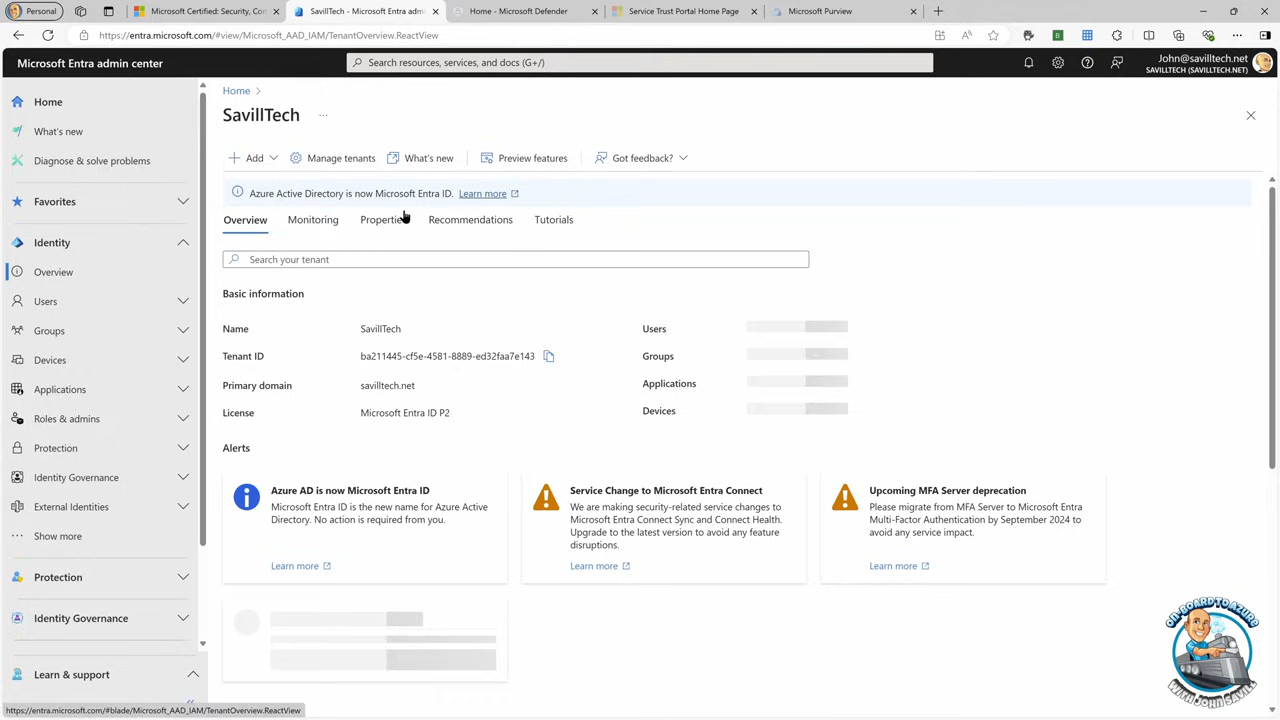 Personal
Microsoft Certified: Security, Con
SavillTech - Microsoft Entra admi
Home - Microsoft Defender
Service Trust Portal Home Page
Microsoft Purview
https://entra.microsoft.com/#view/Microsoft_AAD_IAM/TenantOverview.ReactView
Microsoft Entra admin center
Search resources, services, and docs (G+/)
John@savilltech.net
SAVILLTECH (SAVILLTECH.NET)
Home
What's new
Diagnose & solve problems
Favorites
Identity
Overview
Users
Groups
Devices
Applications
Roles & admins
Protection
Identity Governance
External Identities
Show more
Protection
Identity Governance
Learn & support
Home >
SavillTech ...
Add
Manage tenants
What's new
Preview features
Got feedback?
Azure Active Directory is now Microsoft Entra ID. Learn more
Overview
Monitoring
Properties
Recommendations
Tutorials
Search your tenant
Basic information
Name
SavillTech
Users
Tenant ID
ba211445-cf5e-4581-8889-ed32faa7e143
Groups
Primary domain
savilltech.net
Applications
License
Microsoft Entra ID P2
Devices
Alerts
Azure AD is now Microsoft Entra ID
Microsoft Entra ID is the new name for Azure Active
Directory. No action is required from you.
Learn more
Service Change to Microsoft Entra Connect
We are making security-related service changes to
Microsoft Entra Connect Sync and Connect Health.
Upgrade to the latest version to avoid any feature
disruptions.
Learn more
Upcoming MFA Server deprecation
Please migrate from MFA Server to Microsoft Entra
Multi-Factor Authentication by September 2024 to
avoid any service impact.
Learn more
ON-BOARD TO AZURE
WITH JOHN SAVILL
https://entra.microsoft.com/#blade/Microsoft_AAD_IAM/TenantOverview.ReactView